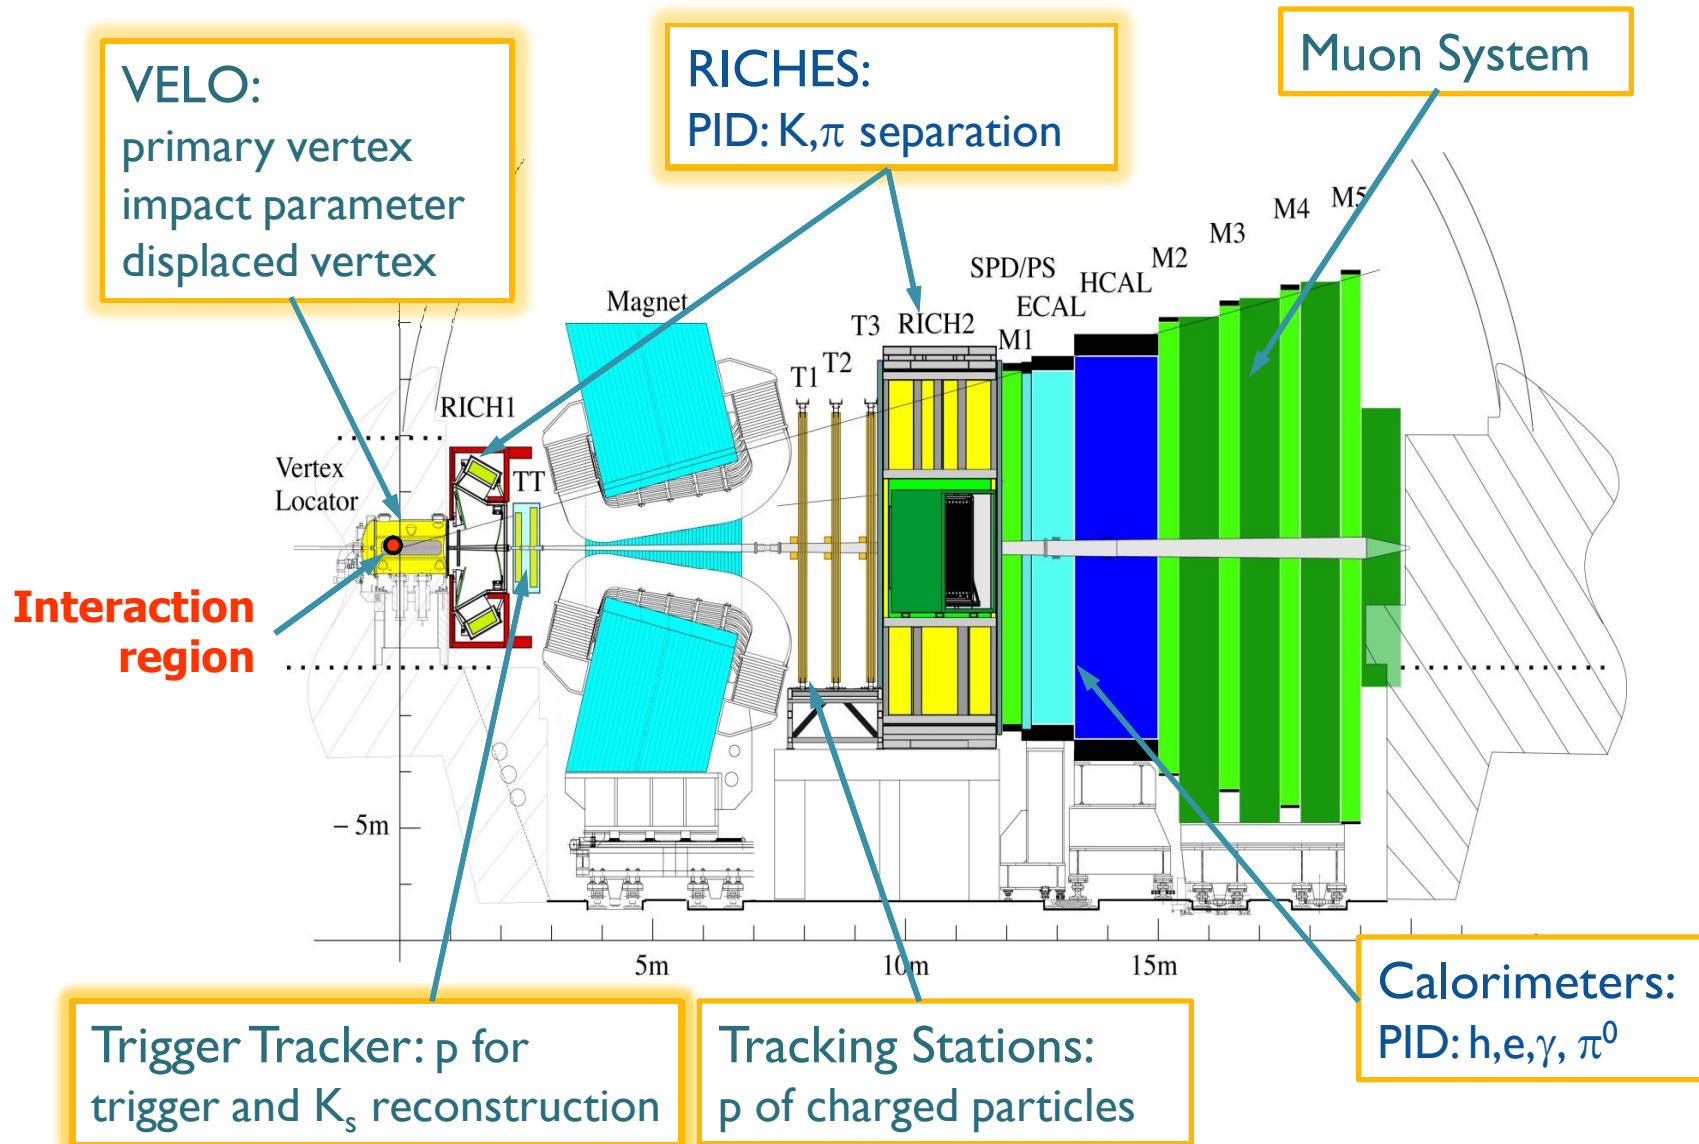 VELO:
primary vertex
impact parameter
displaced vertex
RICHES:
PID: K,π separation
Muon System
M5
M4
M3
M2
SPD/PS
HCAL
ECAL
Magnet
T3
RICH2
M1
T2
T1
RICH1
Vertex
Locator
TT
Interaction
region
– 5m
5m
10m
15m
Calorimeters:
PID: h,e,γ, π⁰
Trigger Tracker: p for
trigger and Kₛ reconstruction
Tracking Stations:
p of charged particles